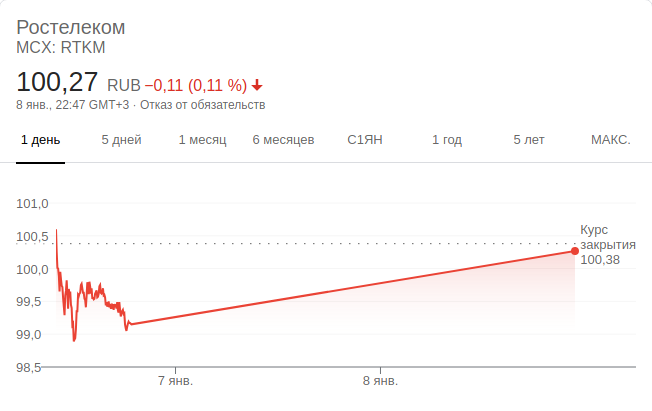 Ростелеком
MCX: RTKM
100,27 RUB −0,11 (0,11 %)
8 янв., 22:47 GMT+3 · Отказ от обязательств
1 день 5 дней 1 месяц 6 месяцев С1ЯН 1 год 5 лет МАКС.
101,0
100,5
100,0
99,5
99,0
98,5
Курс
закрытия
100,38
7 янв. 8 янв.